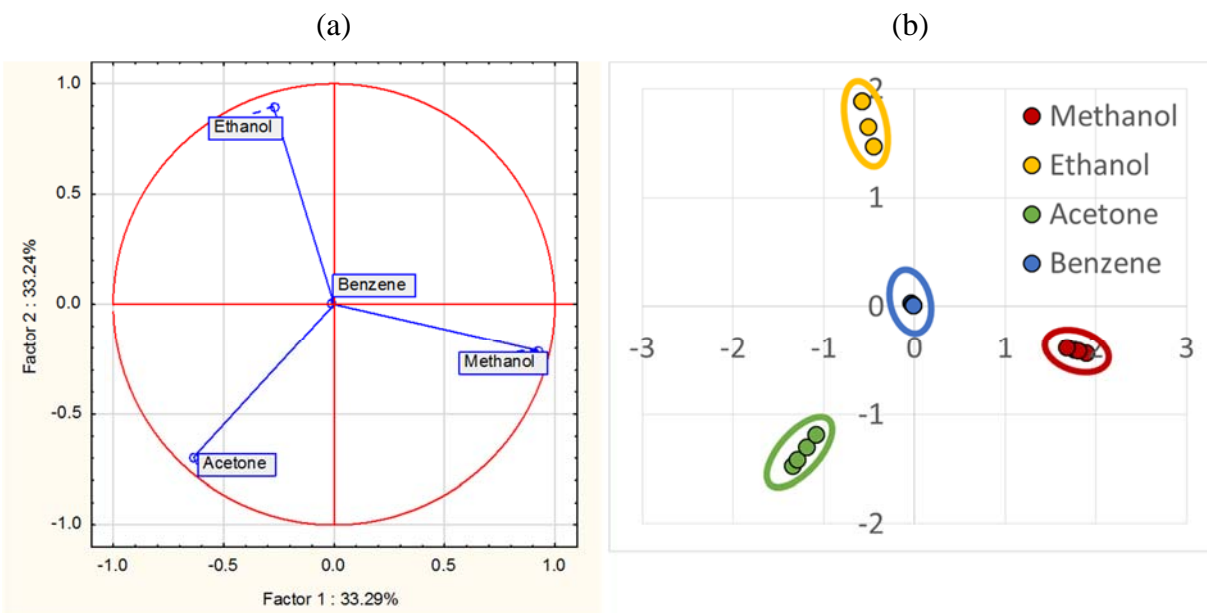 (a)
(b)
1.0
0.5
0.0
-0.5
-1.0
Factor 2 : 33.24%
Ethanol
Benzene
Methanol
Acetone
-1.0 -0.5 0.0 0.5 1.0
Factor 1 : 33.29%
2
1
0
-1
-2
-3 -2 -1 0 1 2 3
Methanol
Ethanol
Acetone
Benzene